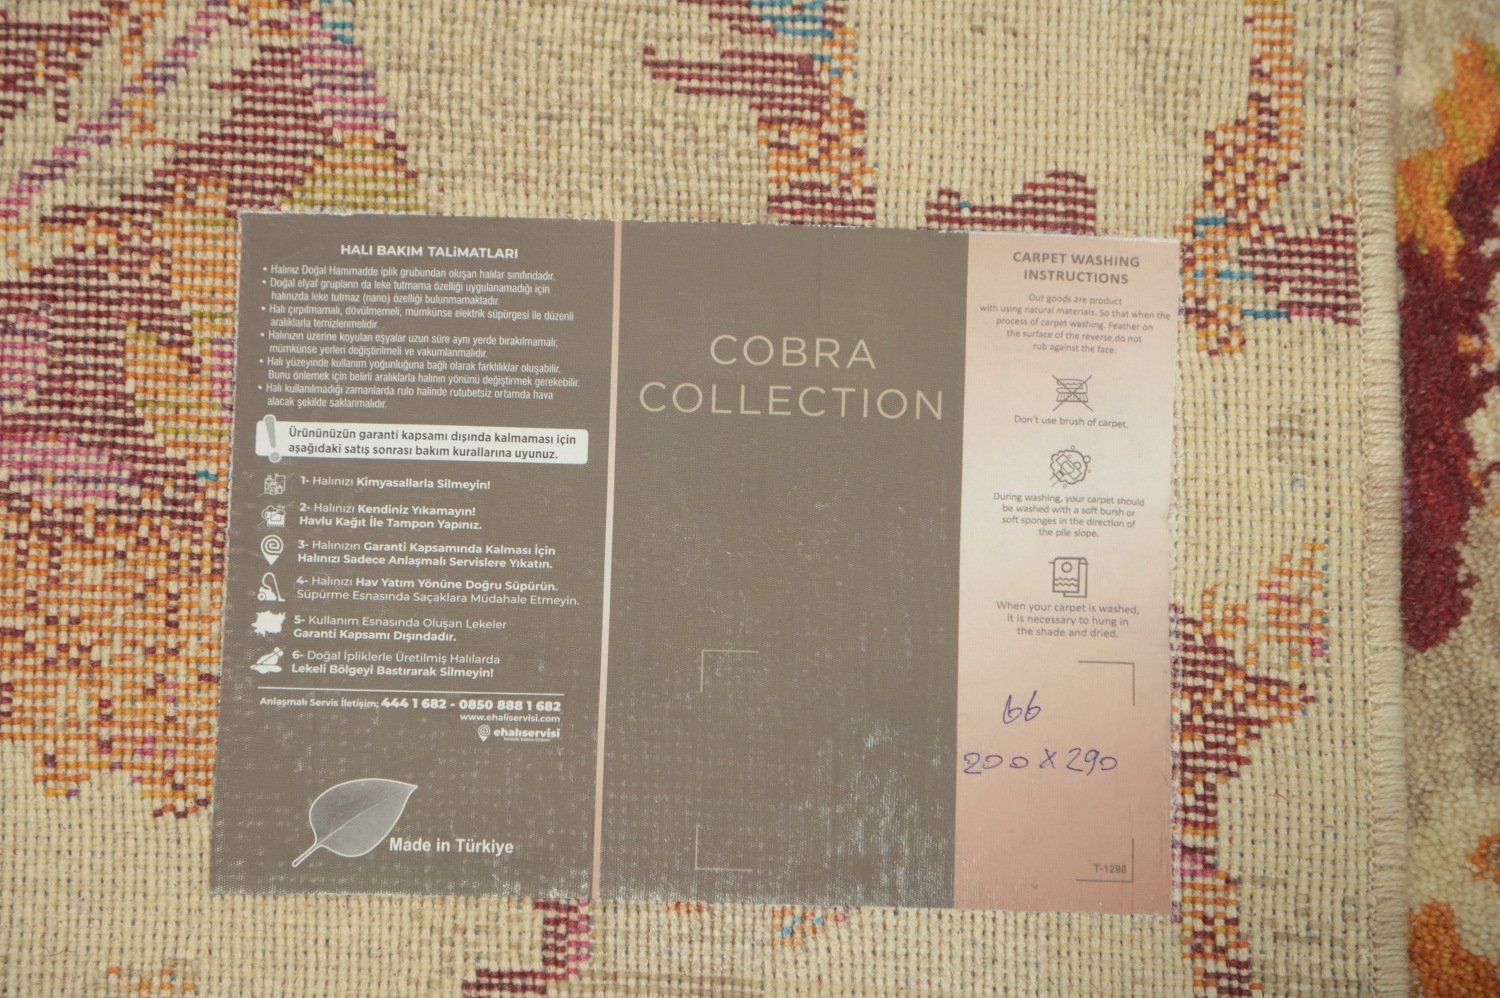 HALI BAKIM TALİMATLARI
• Halınız Doğal Hammadde iplik grubundan oluşan halılar sınıfındadır.
• Doğal elyaf grupların da leke tutmama özelliği uygulanamadığı için
halınızda leke tutmaz (nano) özelliği bulunmamaktadır.
• Halı çırpılmamalı, dövülmemeli; mümkünse elektrik süpürgesi ile düzenli
aralıklarla temizlenmelidir.
• Halınızın üzerine koyulan eşyalar uzun süre aynı yerde bırakılmamalı;
mümkünse yerleri değiştirilmeli ve vakumlanmalıdır.
• Halı yüzeyinde kullanım yoğunluğuna bağlı olarak farklılıklar oluşabilir.
Bunu önlemek için belirli aralıklarla halının yönünü değiştirmek gerekebilir.
• Halı kullanılmadığı zamanlarda rulo halinde rutubetsiz ortamda hava
alacak şekilde saklanmalıdır.
Ürününüzün garanti kapsamı dışında kalmaması için
aşağıdaki satış sonrası bakım kurallarına uyunuz.
1- Halınızı Kimyasallarla Silmeyin!
2- Halınızı Kendiniz Yıkamayın!
Havlu Kağıt İle Tampon Yapınız.
3- Halınızın Garanti Kapsamında Kalması İçin
Halınızı Sadece Anlaşmalı Servislere Yıkatın.
4- Halınızı Hav Yatım Yönüne Doğru Süpürün.
Süpürme Esnasında Saçaklara Müdahale Etmeyin.
5- Kullanım Esnasında Oluşan Lekeler
Garanti Kapsamı Dışındadır.
6- Doğal İpliklerle Üretilmiş Halılarda
Lekeli Bölgeyi Bastırarak Silmeyin!
Anlaşmalı Servis İletişim; 444 1 682 - 0850 888 1 682
www.ehaliservisi.com
ehalıservisi
Made in Türkiye
COBRA
COLLECTION
CARPET WASHING
INSTRUCTIONS
Our goods are product
with using natural materials. So that when the
process of carpet washing. Feather on
the surface of the reverse,do not
rub against the face.
Don't use brush of carpet.
During washing, your carpet should
be washed with a soft bursh or
soft sponges in the direction of
the pile slope.
When your carpet is washed,
it is necessary to hung in
the shade and dried.
66
200 x 290
T-1298